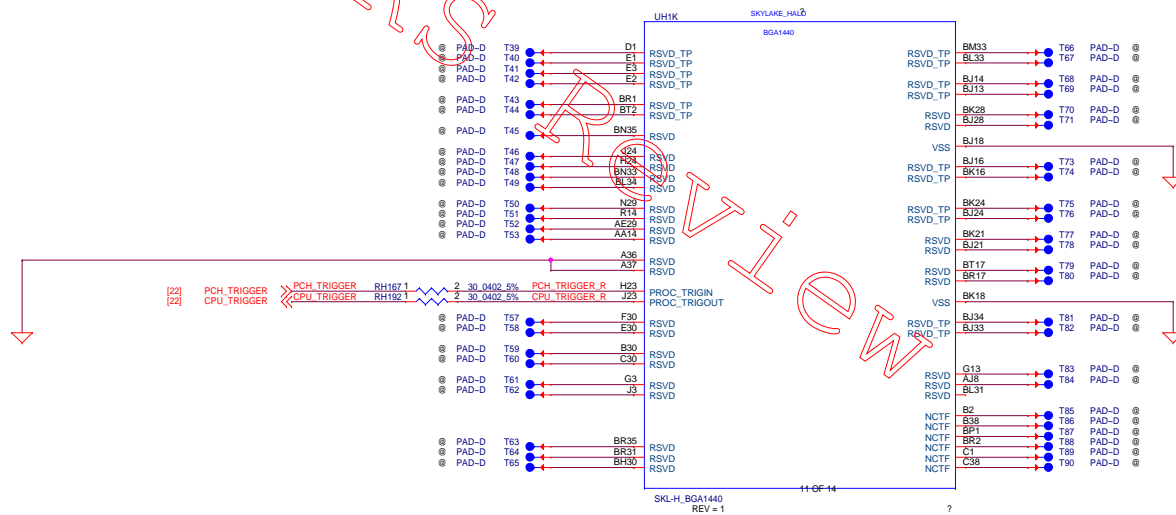 UH1K SKYLAKE_HALO ?
BGA1440
@ PAD~D T39 D1 RSVD_TP RSVD_TP BM33 T66 PAD~D @
@ PAD~D T40 E1 RSVD_TP RSVD_TP BL33 T67 PAD~D @
@ PAD~D T41 E3 RSVD_TP
@ PAD~D T42 E2 RSVD_TP RSVD_TP BJ14 T68 PAD~D @
RSVD_TP BJ13 T69 PAD~D @
@ PAD~D T43 BR1 RSVD_TP
@ PAD~D T44 BT2 RSVD_TP RSVD BK28 T70 PAD~D @
RSVD BJ28 T71 PAD~D @
@ PAD~D T45 BN35 RSVD
VSS BJ18
@ PAD~D T46 J24 RSVD
@ PAD~D T47 H24 RSVD RSVD_TP BJ16 T73 PAD~D @
@ PAD~D T48 BN33 RSVD RSVD_TP BK16 T74 PAD~D @
@ PAD~D T49 BL34 RSVD
@ PAD~D T50 N29 RSVD RSVD_TP BK24 T75 PAD~D @
@ PAD~D T51 R14 RSVD RSVD_TP BJ24 T76 PAD~D @
@ PAD~D T52 AE29 RSVD
@ PAD~D T53 AA14 RSVD RSVD BK21 T77 PAD~D @
RSVD BJ21 T78 PAD~D @
A36 RSVD
A37 RSVD RSVD BT17 T79 PAD~D @
RSVD BR17 T80 PAD~D @
[22] PCH_TRIGGER PCH_TRIGGER RH167 1 2 30_0402_5% PCH_TRIGGER_R H23 PROC_TRIGIN
[22] CPU_TRIGGER CPU_TRIGGER RH192 1 2 30_0402_5% CPU_TRIGGER_R J23 PROC_TRIGOUT VSS BK18
@ PAD~D T57 F30 RSVD RSVD_TP BJ34 T81 PAD~D @
@ PAD~D T58 E30 RSVD RSVD_TP BJ33 T82 PAD~D @
@ PAD~D T59 B30 RSVD
@ PAD~D T60 C30 RSVD
RSVD G13 T83 PAD~D @
@ PAD~D T61 G3 RSVD RSVD AJ8 T84 PAD~D @
@ PAD~D T62 J3 RSVD RSVD BL31
NCTF B2 T85 PAD~D @
NCTF B38 T86 PAD~D @
NCTF BP1 T87 PAD~D @
@ PAD~D T63 BR35 RSVD NCTF BR2 T88 PAD~D @
@ PAD~D T64 BR31 RSVD NCTF C1 T89 PAD~D @
@ PAD~D T65 BH30 RSVD NCTF C38 T90 PAD~D @
11 OF 14
SKL-H_BGA1440
REV = 1 ?
Review